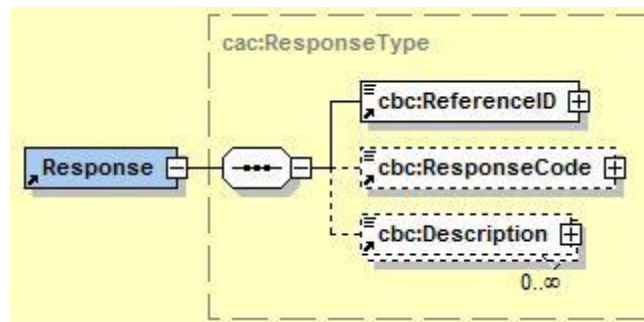 cac:ResponseType
cbc:ReferenceID
Response
cbc:ResponseCode
cbc:Description
0..∞